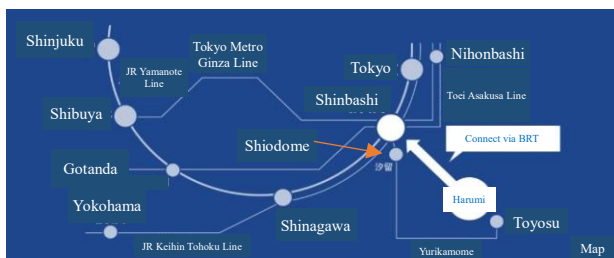 Shinjuku
Tokyo Metro
Ginza Line
Nihonbashi
Tokyo
JR Yamanote
Line
Toei Asakusa Line
Shinbashi
Shibuya
Connect via BRT
Shiodome
汐留
Gotanda
Yokohama
Harumi
Shinagawa
Toyosu
JR Keihin Tohoku Line
Yurikamome
Map